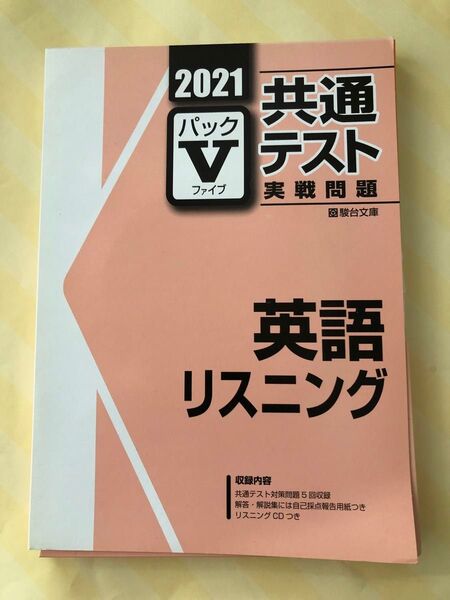 2021
パック
V
ファイブ
共通
テスト
実戦問題
駿台文庫
英語
リスニング
収録内容
共通テスト対策問題5回収録
解答・解説集には自己採点報告用紙つき
リスニングCDつき